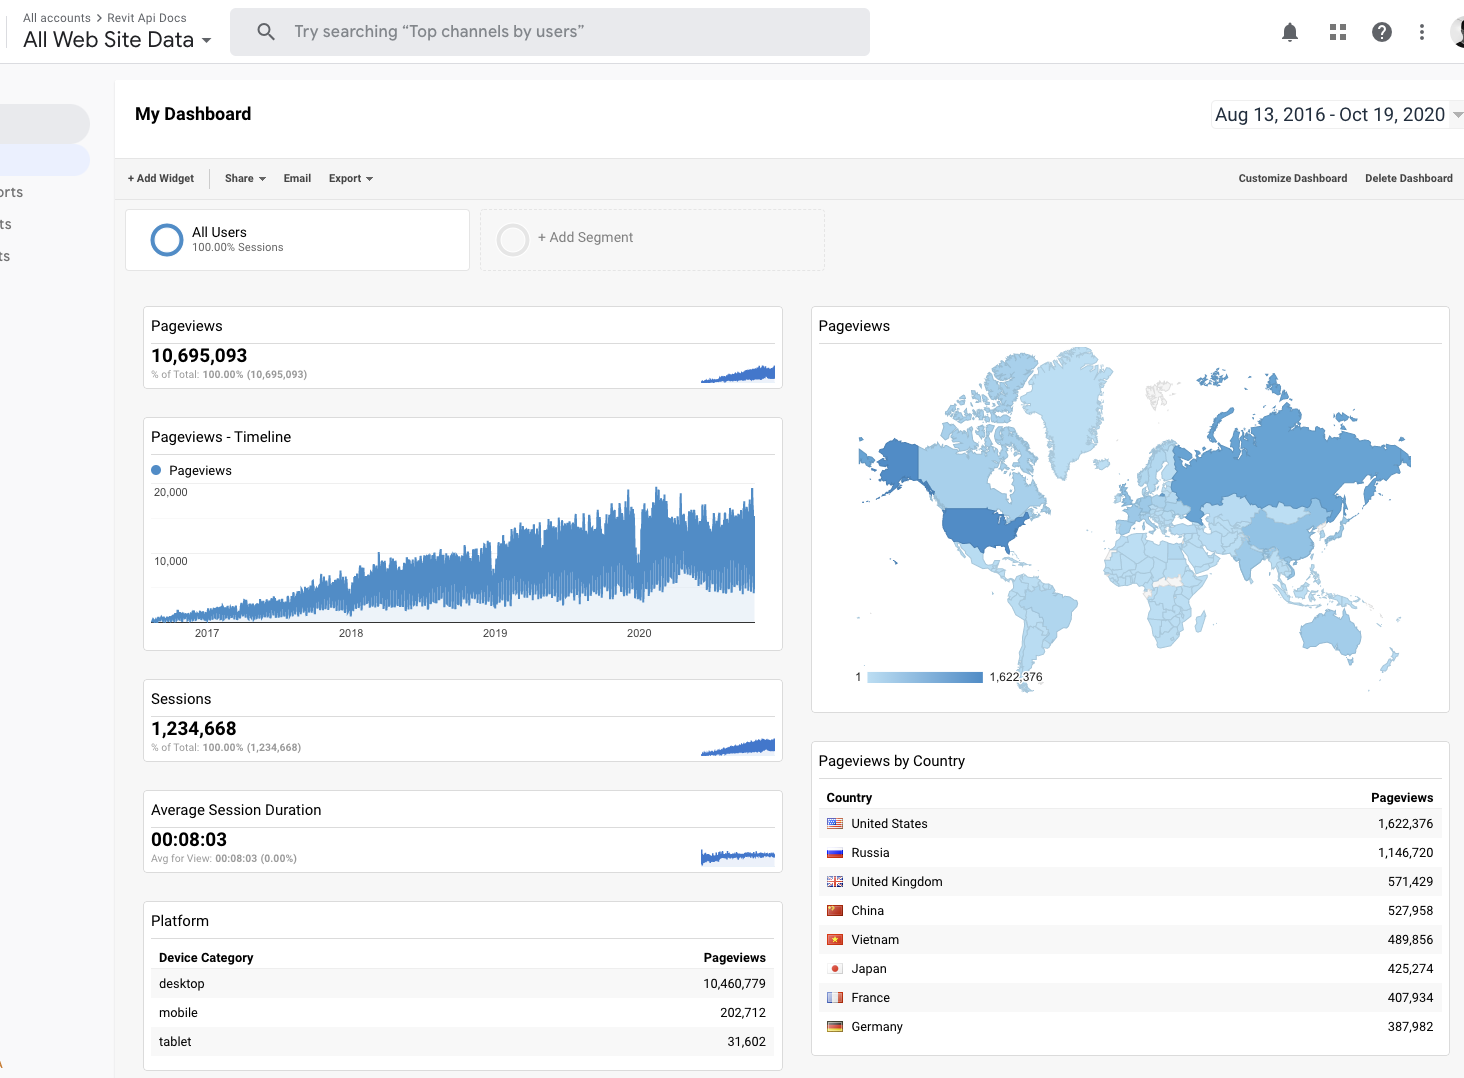 All accounts > Revit Api Docs
All Web Site Data
Try searching “Top channels by users”
orts
ts
ts
My Dashboard
Aug 13, 2016 - Oct 19, 2020
+ Add Widget
Share
Email
Export
Customize Dashboard
Delete Dashboard
All Users
100.00% Sessions
+ Add Segment
Pageviews
10,695,093
% of Total: 100.00% (10,695,093)
Pageviews - Timeline
Pageviews
20,000
10,000
2017 2018 2019 2020
Sessions
1,234,668
% of Total: 100.00% (1,234,668)
Average Session Duration
00:08:03
Avg for View: 00:08:03 (0.00%)
Platform
Device Category Pageviews
desktop 10,460,779
mobile 202,712
tablet 31,602
Pageviews
1 1,622,376
Pageviews by Country
Country Pageviews
United States 1,622,376
Russia 1,146,720
United Kingdom 571,429
China 527,958
Vietnam 489,856
Japan 425,274
France 407,934
Germany 387,982